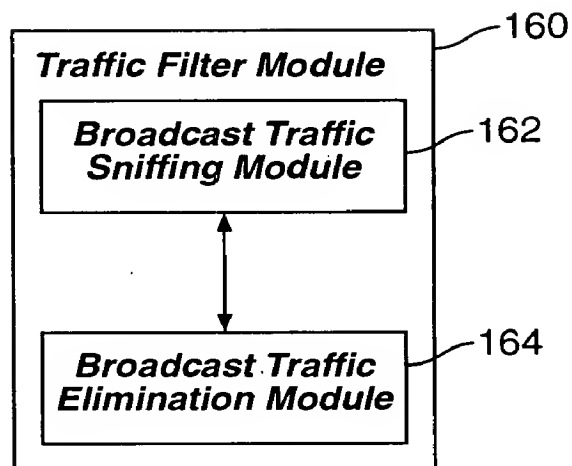 160
Traffic Filter Module
Broadcast Traffic
Sniffing Module
162
Broadcast Traffic
Elimination Module
164